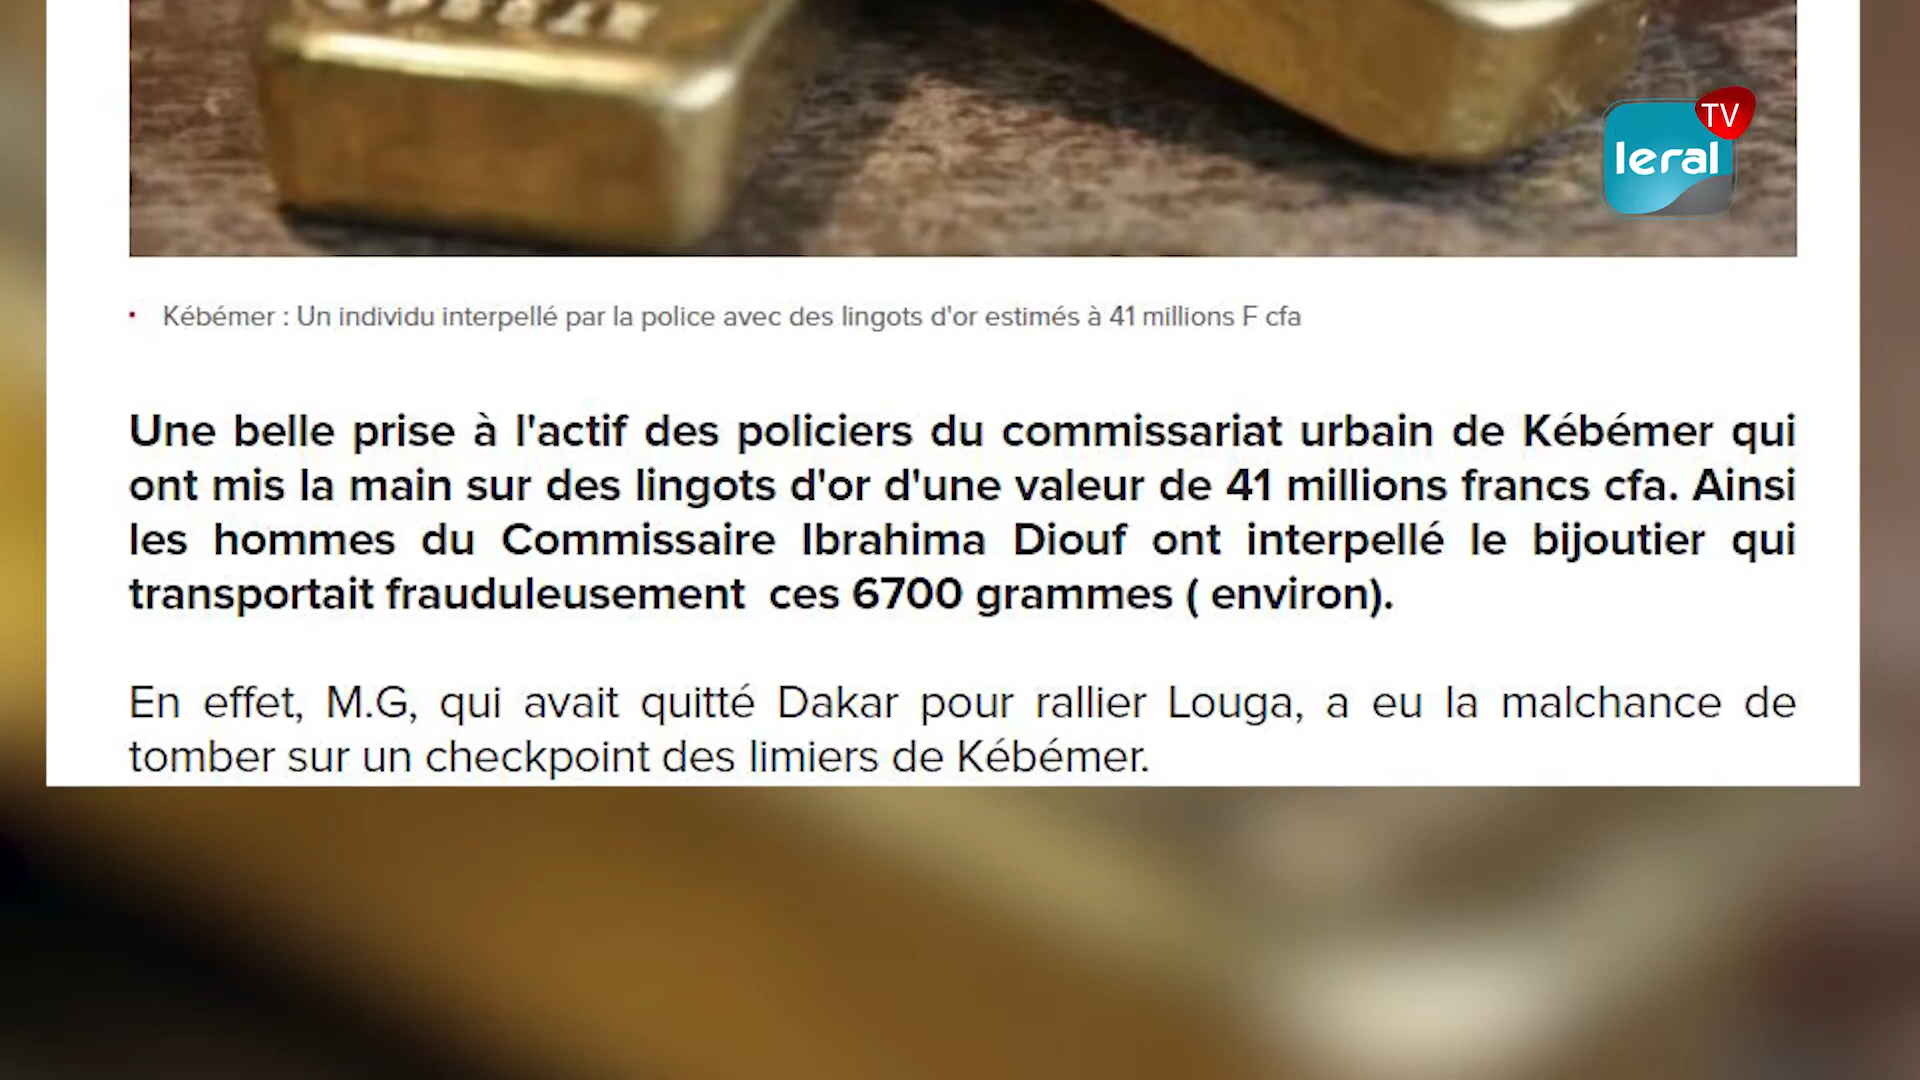 TV
leral
Kébémer : Un individu interpellé par la police avec des lingots d'or estimés à 41 millions F cfa
Une belle prise à l'actif des policiers du commissariat urbain de Kébémer qui
ont mis la main sur des lingots d'or d'une valeur de 41 millions francs cfa. Ainsi
les hommes du Commissaire Ibrahima Diouf ont interpellé le bijoutier qui
transportait frauduleusement ces 6700 grammes ( environ).
En effet, M.G, qui avait quitté Dakar pour rallier Louga, a eu la malchance de
tomber sur un checkpoint des limiers de Kébémer.